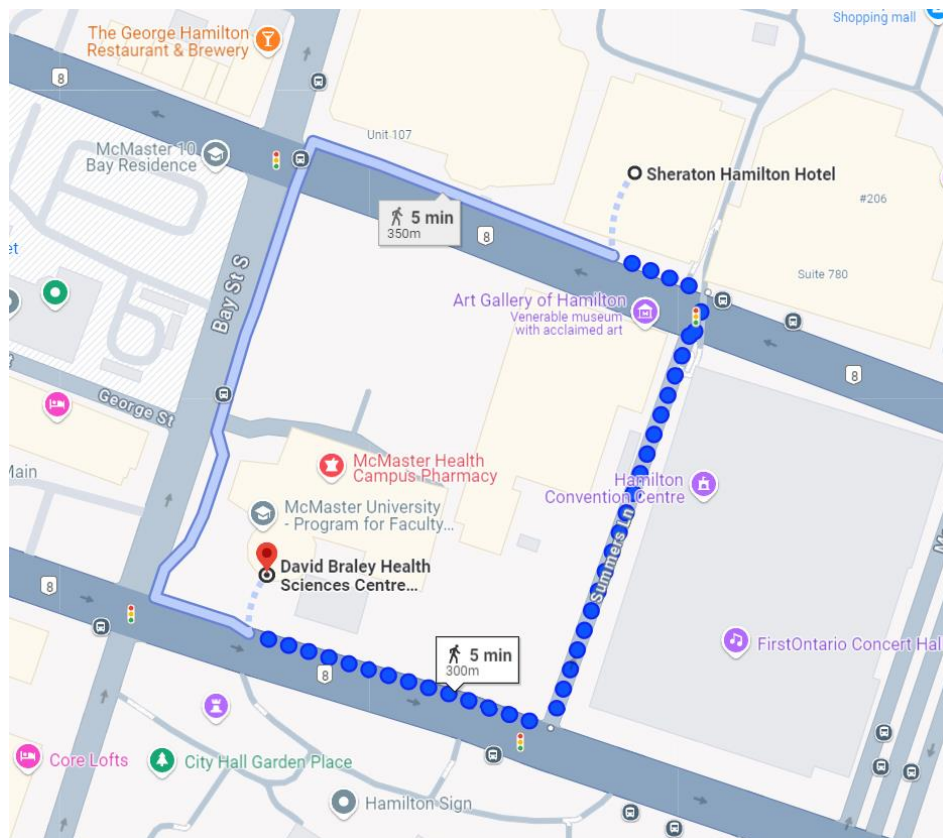 Shopping mall
The George Hamilton
Restaurant & Brewery
8
Unit 107
McMaster 10
Bay Residence
Sheraton Hamilton Hotel
#206
5 min
350m
8
et
Bay St S
Art Gallery of Hamilton
Venerable museum
with acclaimed art
Suite 780
8
George St
Main
McMaster Health
Campus Pharmacy
Hamilton
Convention Centre
McMaster University
- Program for Faculty...
David Braley Health
Sciences Centre...
Summers Ln
8
5 min
300m
8
FirstOntario Concert Hal
Core Lofts
City Hall Garden Place
Hamilton Sign